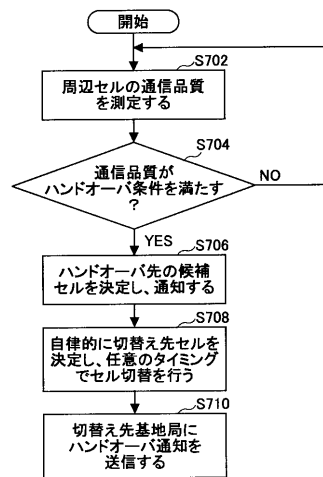 開始
S702
周辺セルの通信品質
を測定する
S704
通信品質が
ハンドオーバ条件を満たす
?
NO
YES
S706
ハンドオーバ先の候補
セルを決定し、通知する
S708
自律的に切替え先セルを
決定し、任意のタイミング
でセル切替を行う
S710
切替え先基地局に
ハンドオーバ通知を
送信する